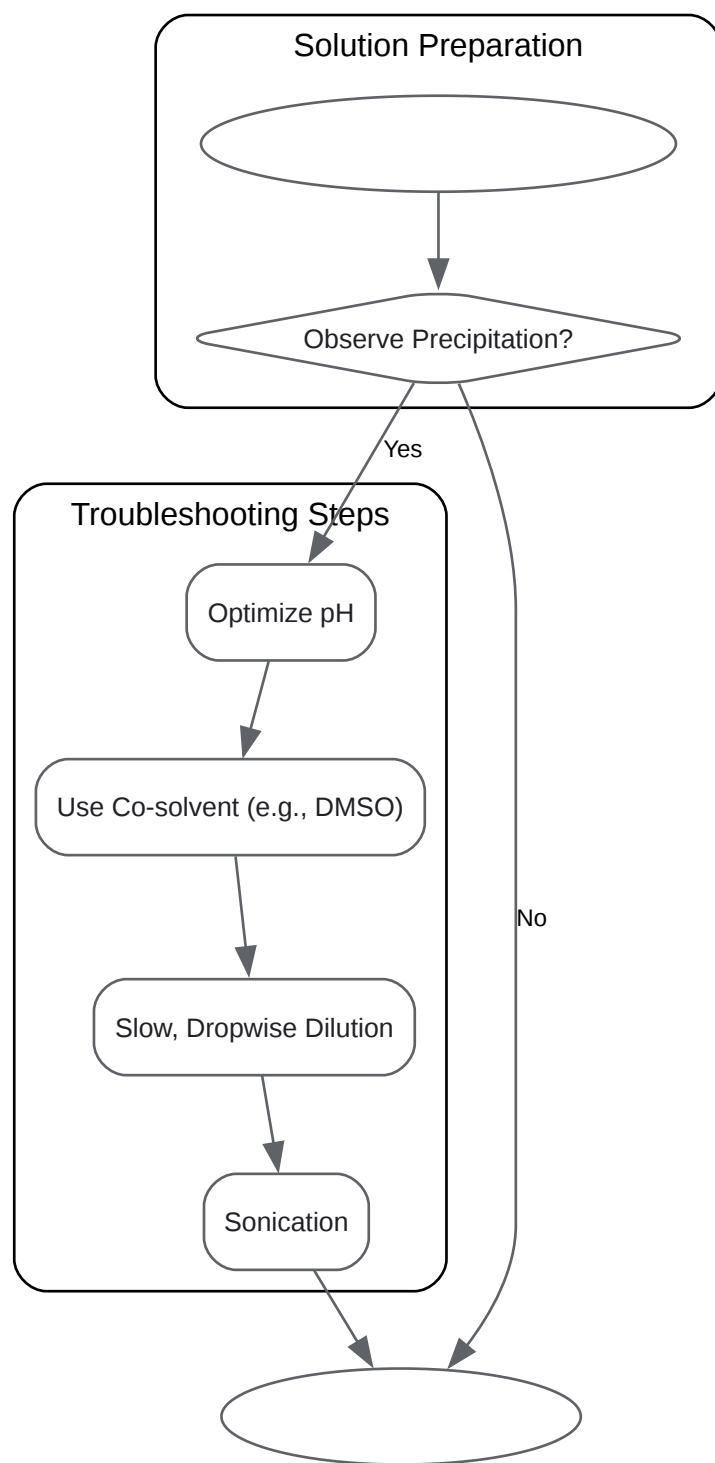 Solution Preparation
Observe Precipitation?
Yes
Troubleshooting Steps
Optimize pH
Use Co-solvent (e.g., DMSO)
No
Slow, Dropwise Dilution
Sonication